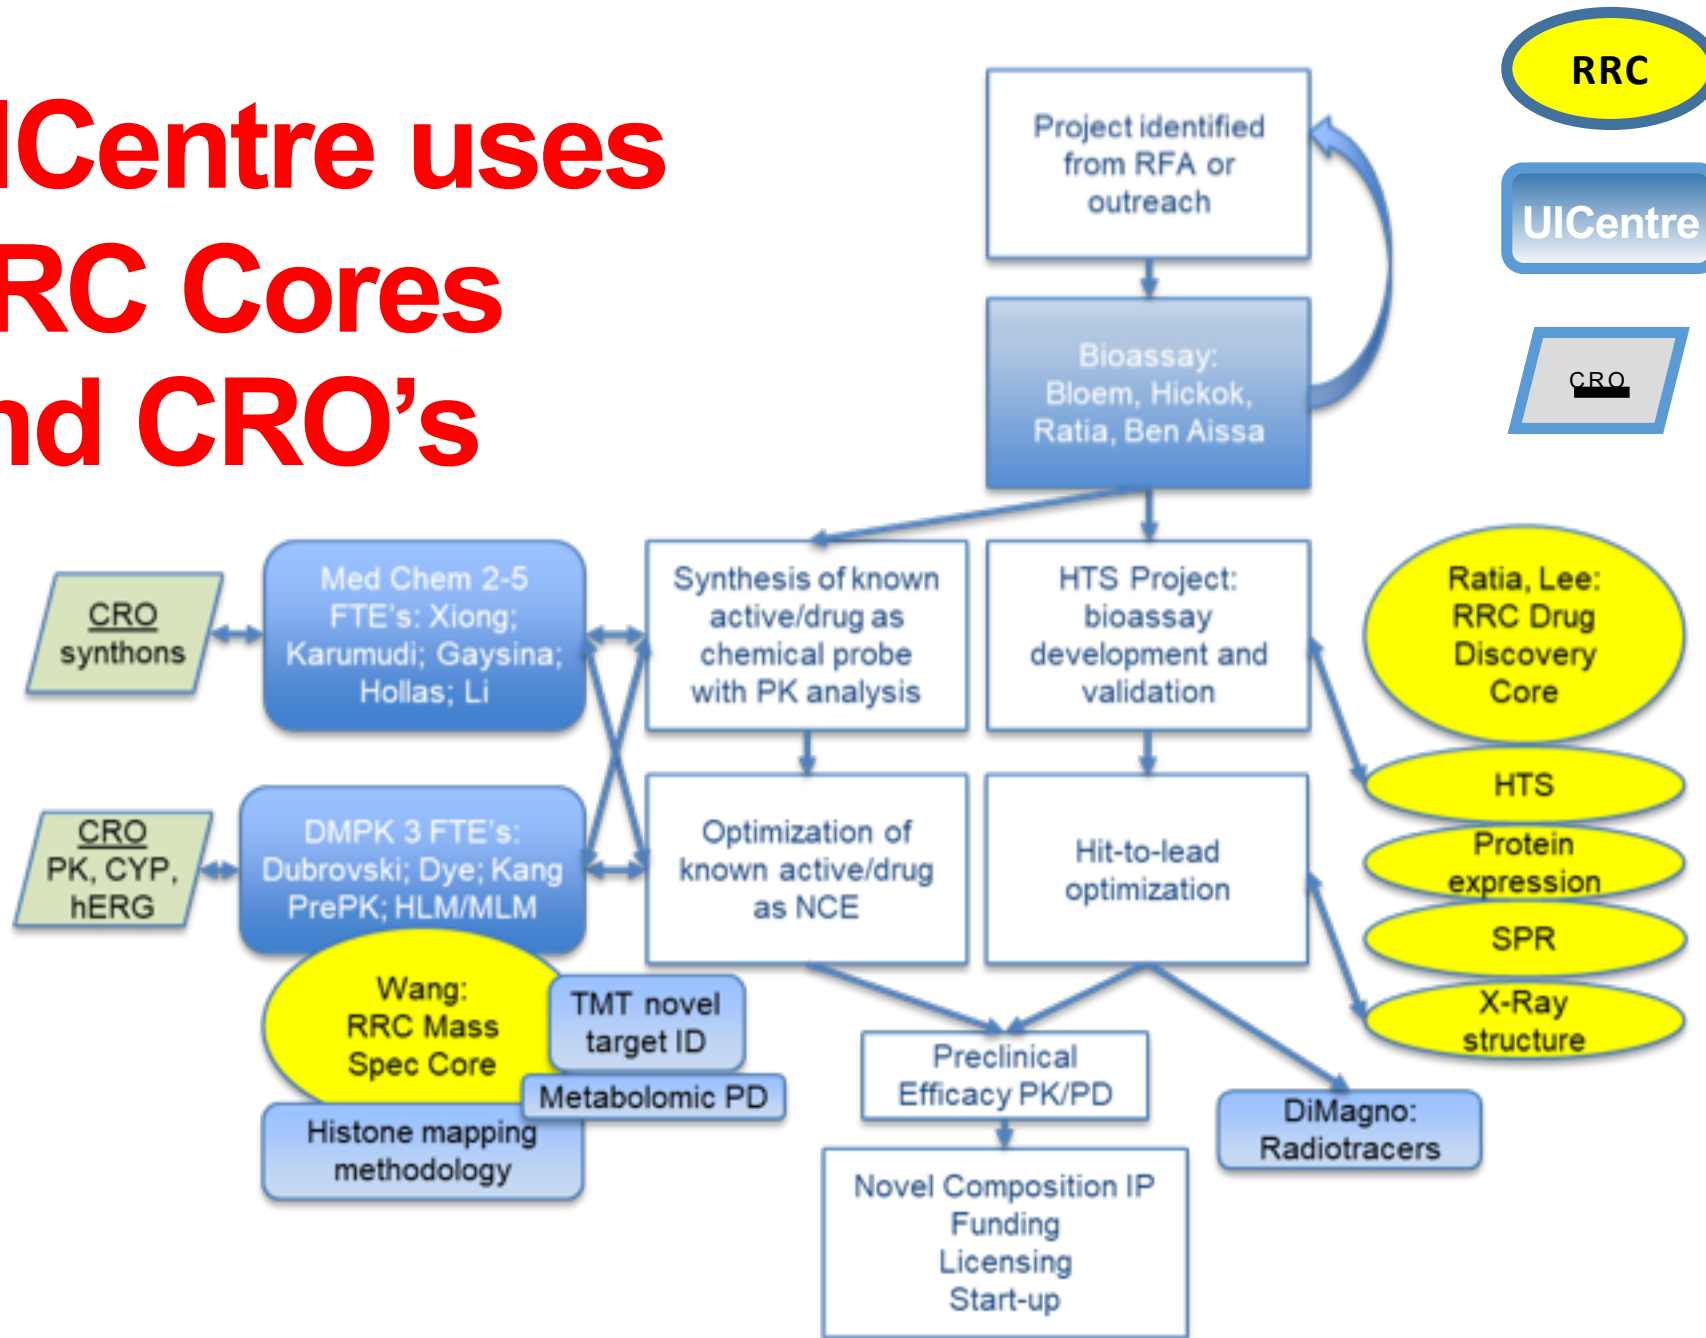 ICentre uses
RC Cores
nd CRO's
RRC
UICentre
CRO
Project identified
from RFA or
outreach
Bioassay:
Bloem, Hickok,
Ratia, Ben Aissa
CRO
synthons
Med Chem 2-5
FTE's: Xiong;
Karumudi; Gaysina;
Hollas; Li
Synthesis of known
active/drug as
chemical probe
with PK analysis
HTS Project:
bioassay
development and
validation
Ratia, Lee:
RRC Drug
Discovery
Core
HTS
Protein
expression
SPR
X-Ray
structure
CRO
PK, CYP,
hERG
DMPK 3 FTE's:
Dubrovski; Dye; Kang
PrePK; HLM/MLM
Optimization of
known active/drug
as NCE
Hit-to-lead
optimization
Wang:
RRC Mass
Spec Core
TMT novel
target ID
Metabolomic PD
Histone mapping
methodology
Preclinical
Efficacy PK/PD
DiMagno:
Radiotracers
Novel Composition IP
Funding
Licensing
Start-up